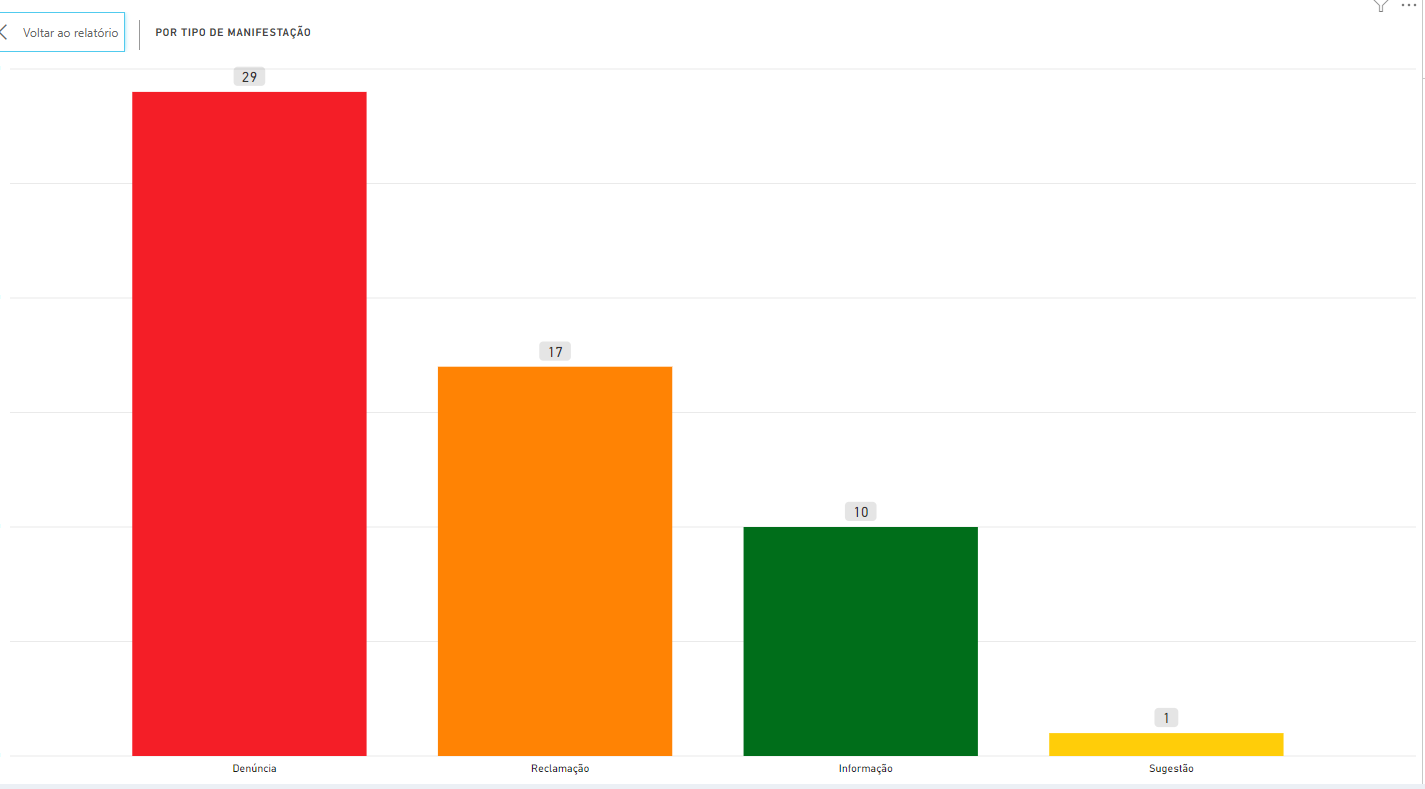 Voltar ao relatório
POR TIPO DE MANIFESTAÇÃO
29
17
10
1
Denúncia
Reclamação
Informação
Sugestão